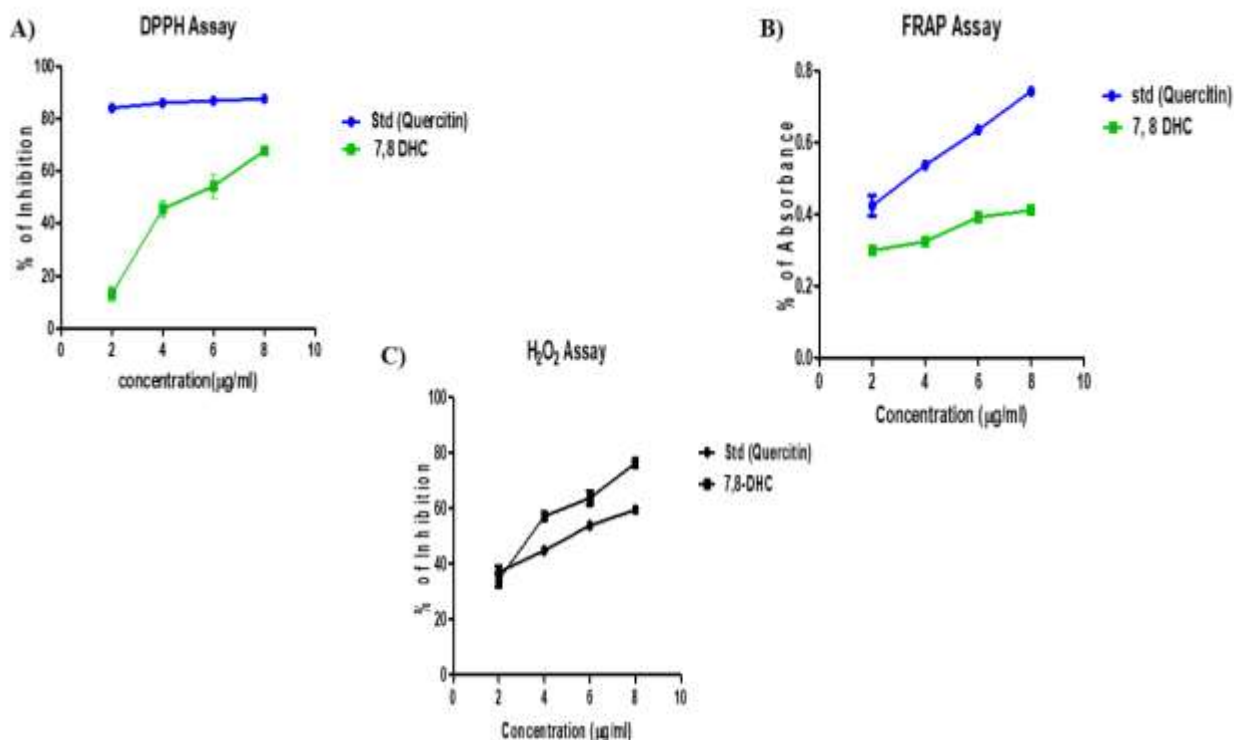 A)
DPPH Assay
% of Inhibition
100
80
60
40
20
0
0 2 4 6 8 10
concentration(μg/ml)
Std (Quercitin)
7,8 DHC
B)
FRAP Assay
% of Absorbance
0.8
0.6
0.4
0.2
0.0
0 2 4 6 8 10
Concentration (μg/ml)
std (Quercitin)
7, 8 DHC
C)
H₂O₂ Assay
% of Inhibition
100
80
60
40
20
0
0 2 4 6 8 10
Concentration (μg/ml)
Std (Quercitin)
7,8-DHC